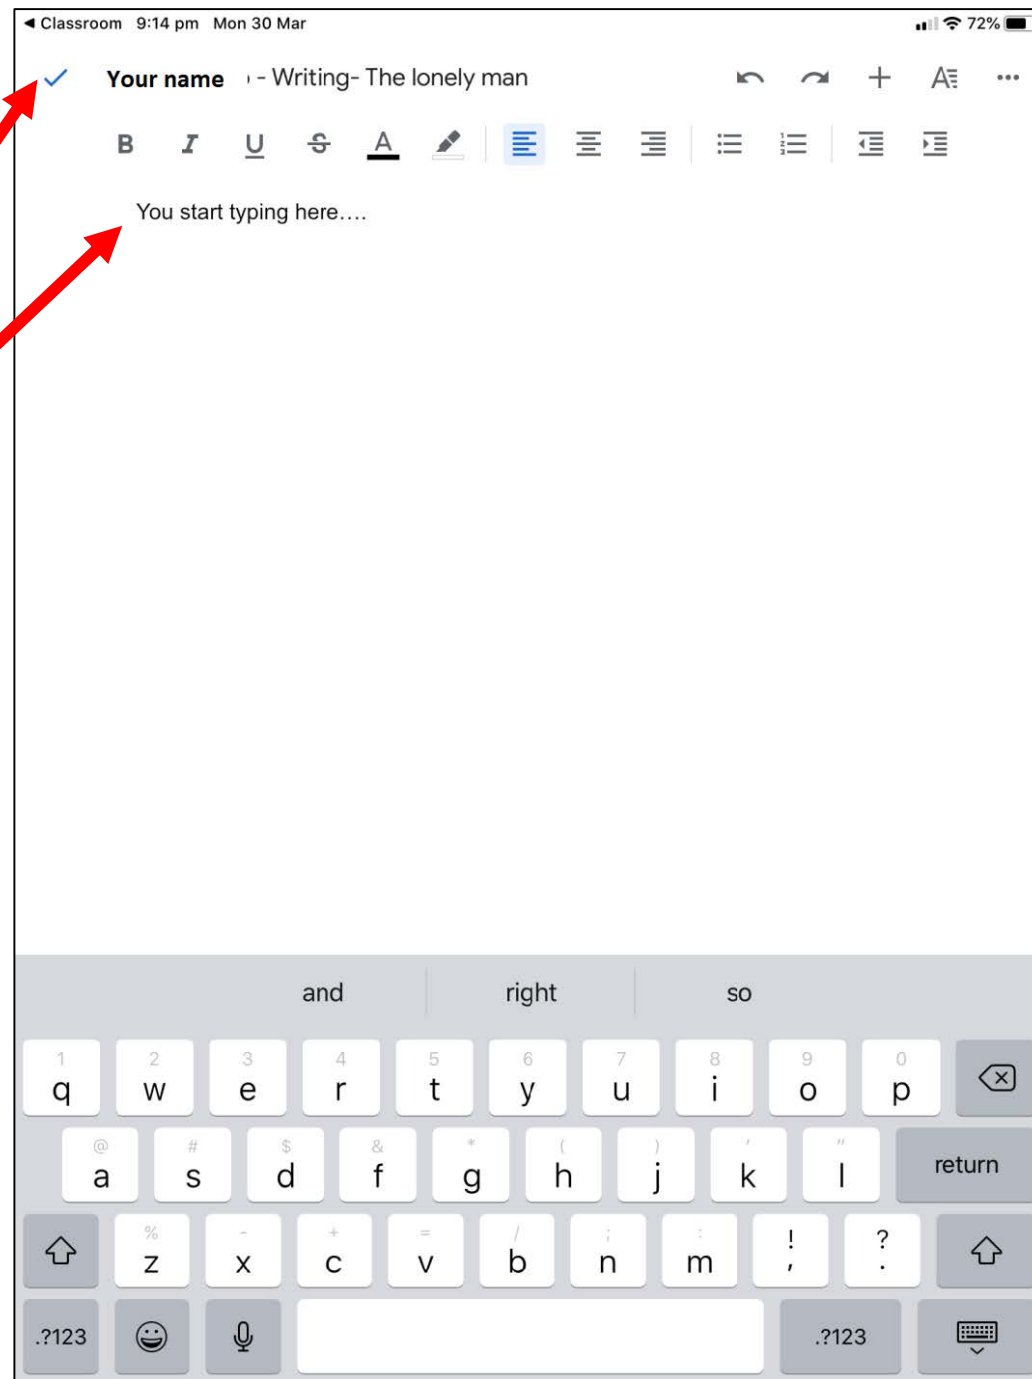 ◄ Classroom 9:14 pm Mon 30 Mar 72%
Your name - Writing- The lonely man
B I U S A
You start typing here....
and right so
1 2 3 4 5 6 7 8 9 0
q w e r t y u i o p
@ # $ & * ( ) ' "
a s d f g h j k l return
% - + = / ; : ! ?
z x c v b n m , .
.?123 .?123